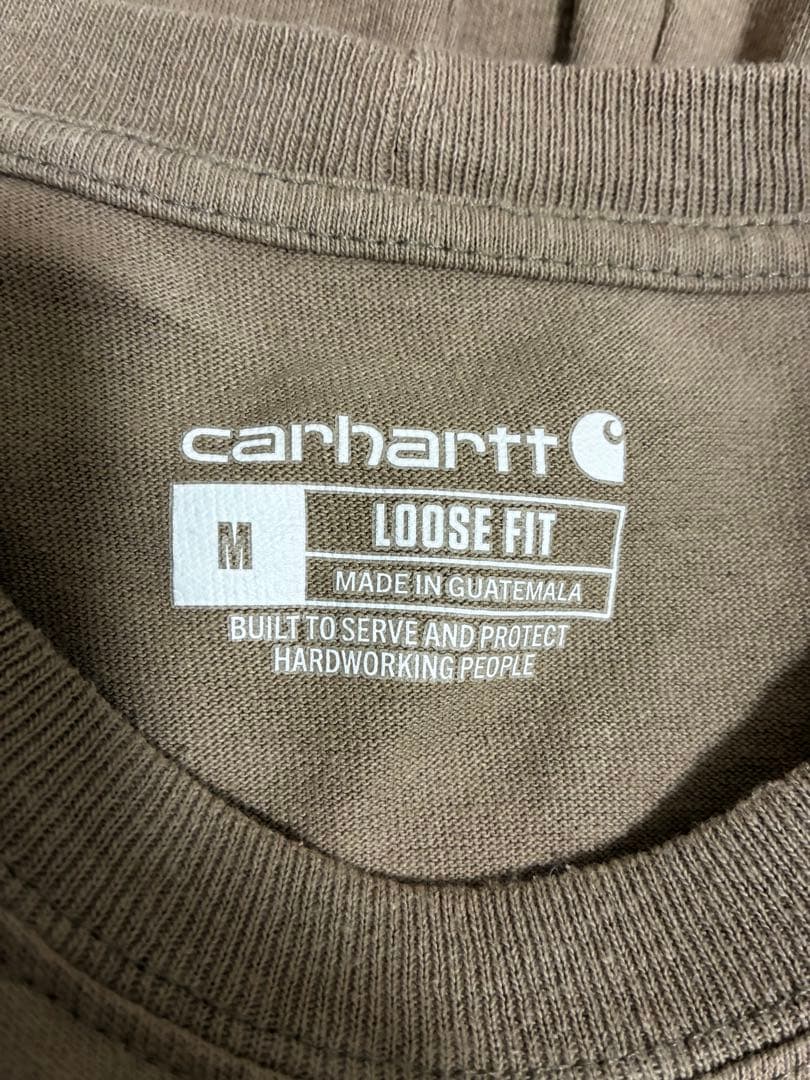 carhartt
M
LOOSE FIT
MADE IN GUATEMALA
BUILT TO SERVE AND PROTECT
HARDWORKING PEOPLE